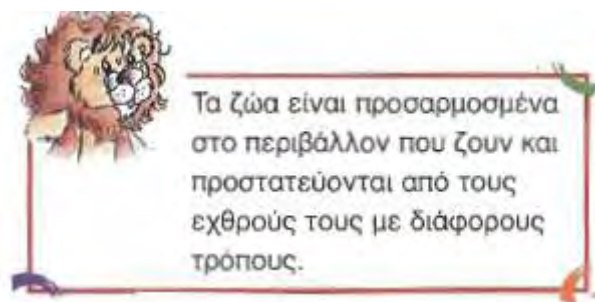 Τα ζώα είναι προσαρμοσμένα
στο περιβάλλον που ζουν και
προστατεύονται από τους
εχθρούς τους με διάφορους
τρόπους.